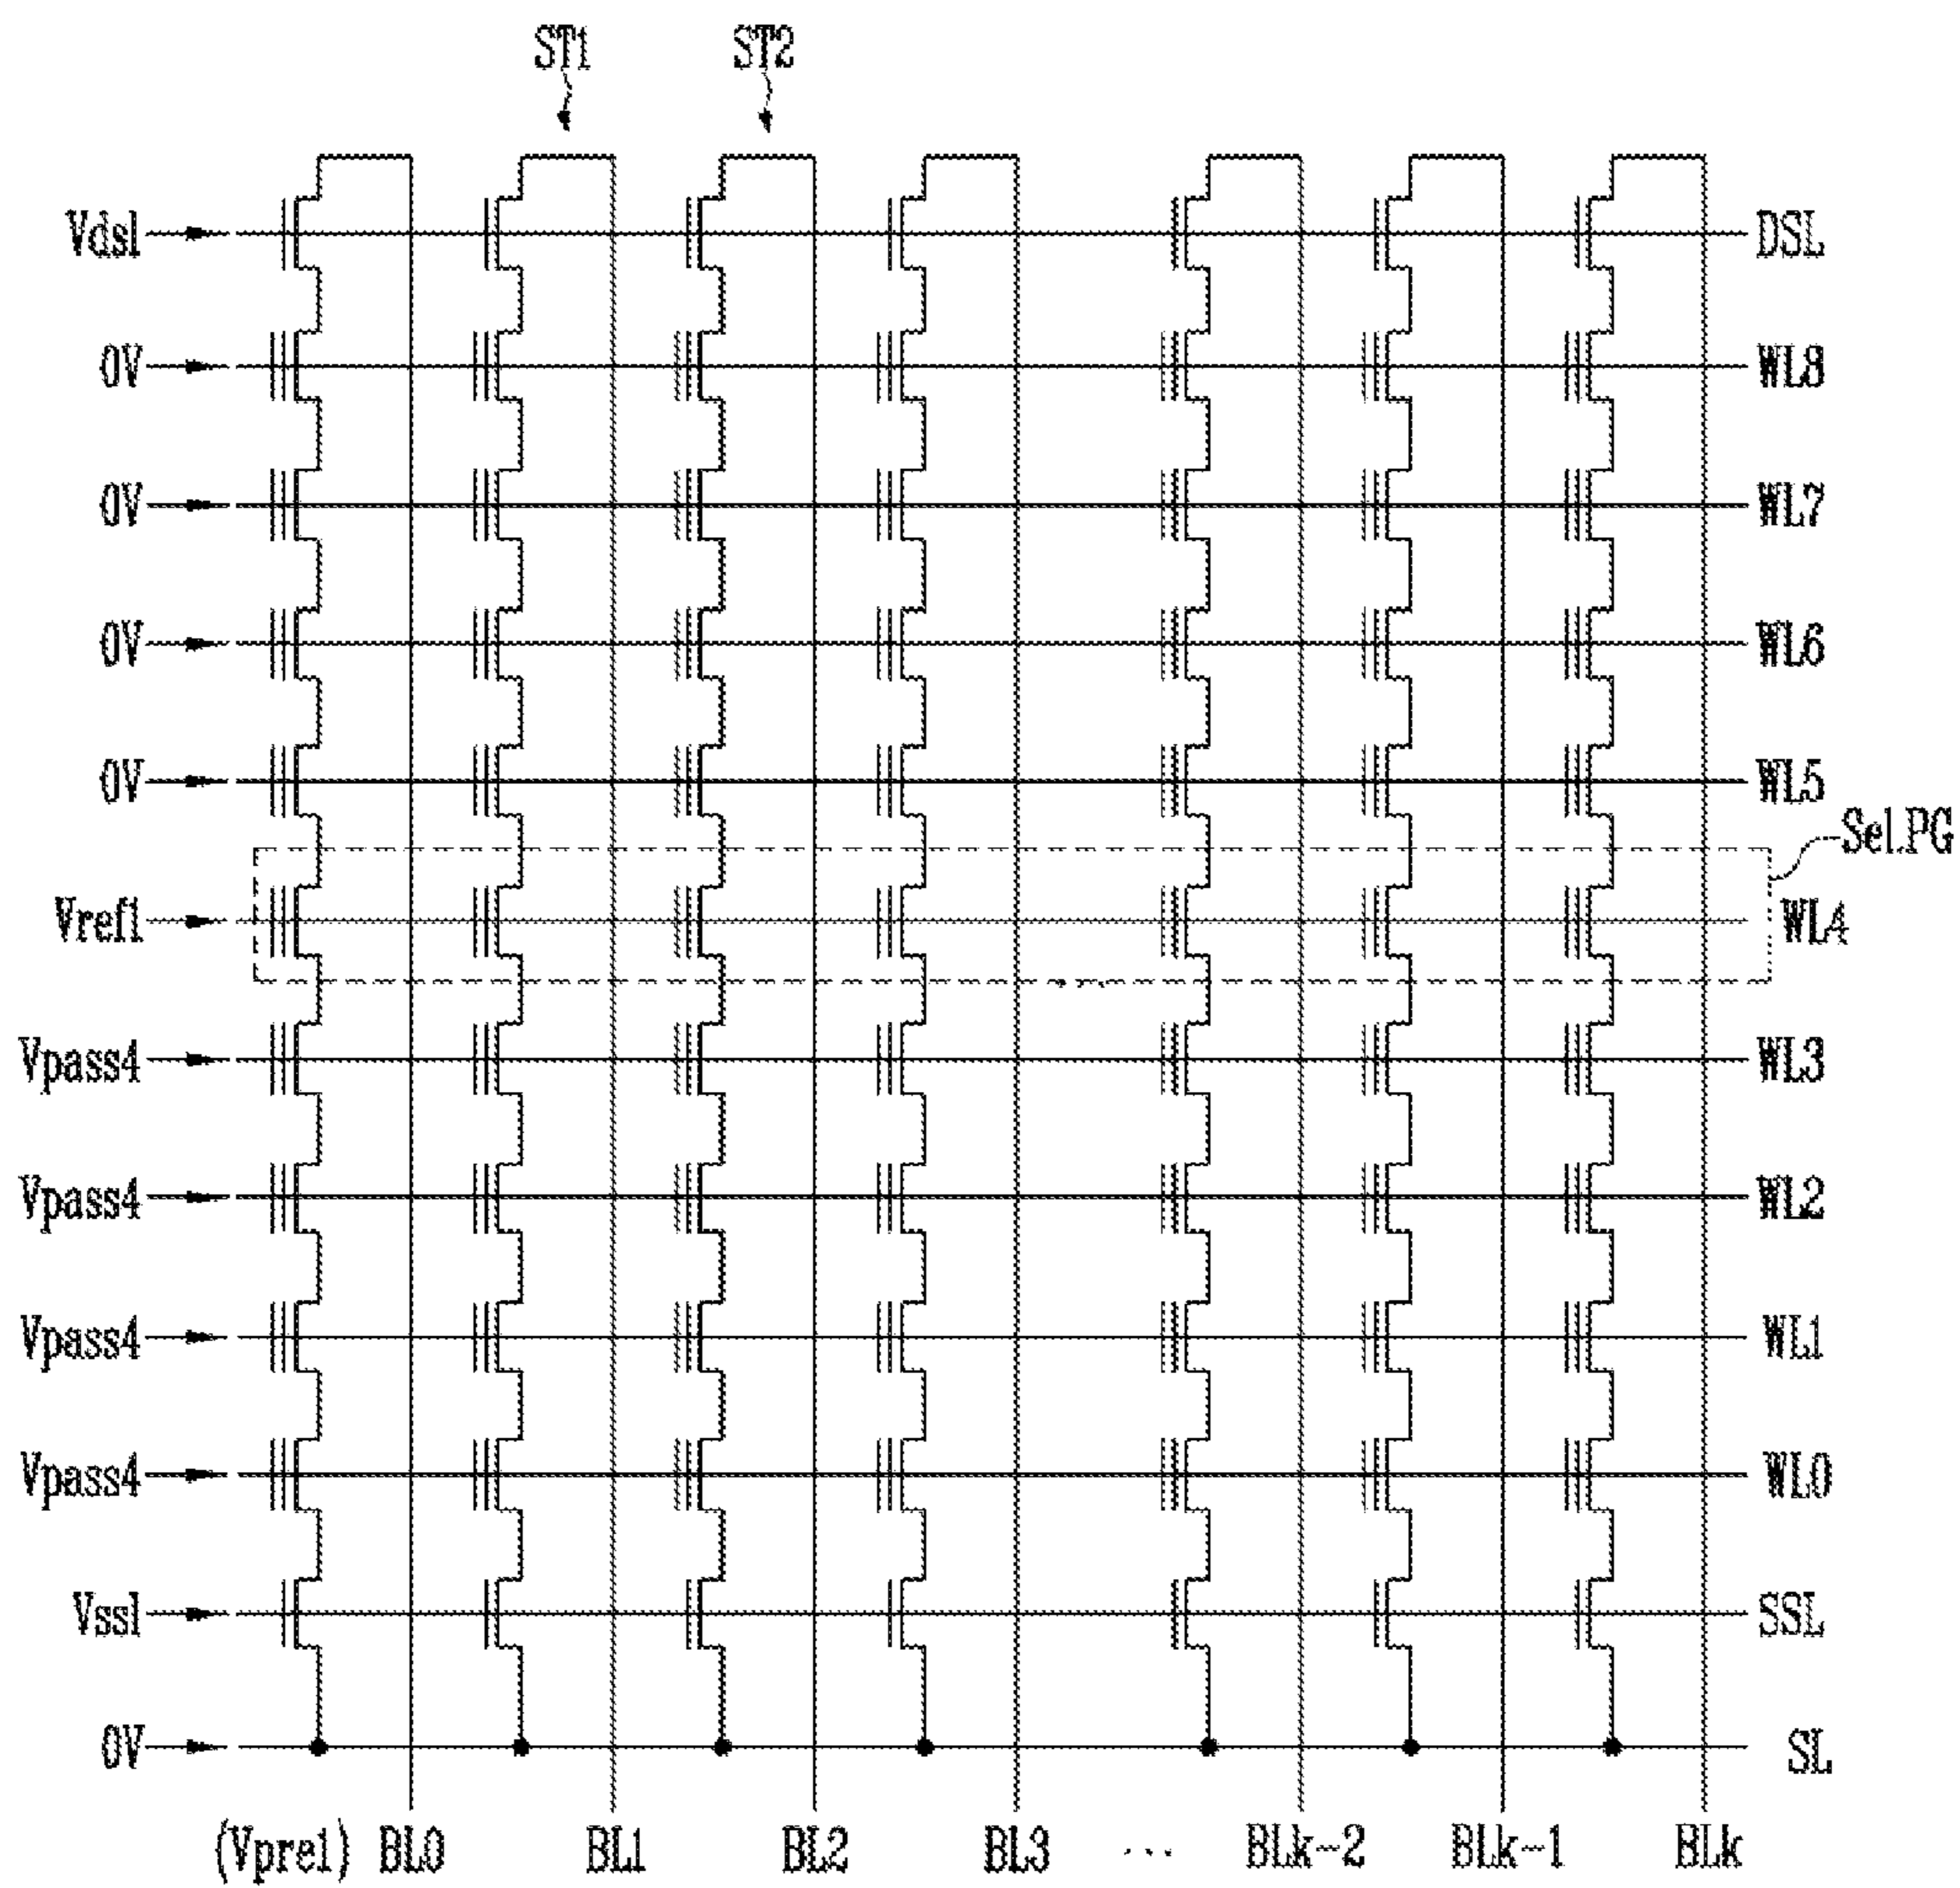 ST1 ST2
Vdsl DSL
0V WL8
0V WL7
0V WL6
0V WL5
Sel.PG
Vref1 WL4
Vpass4 WL3
Vpass4 WL2
Vpass4 WL1
Vpass4 WL0
Vssl SSL
0V SL
(Vpre1) BL0 BL1 BL2 BL3 ... BLk-2 BLk-1 BLk